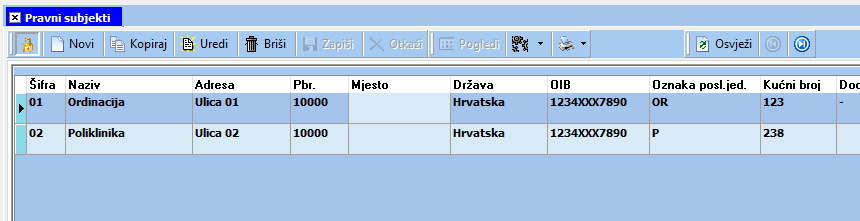 Pravni subjekti
Novi Kopiraj Uredi Briši Zapiši Otkaži Pogledi Osvježi
Šifra Naziv Adresa Pbr. Mjesto Država OIB Oznaka posl.jed. Kućni broj Doc
01 Ordinacija Ulica 01 10000 Hrvatska 1234XXX7890 OR 123 -
02 Poliklinika Ulica 02 10000 Hrvatska 1234XXX7890 P 238